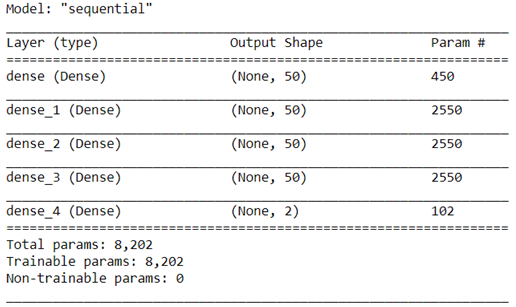 Model: "sequential"
_________________________________________________________________
Layer (type)                 Output Shape              Param #
=================================================================
dense (Dense)                (None, 50)                450
_________________________________________________________________
dense_1 (Dense)              (None, 50)                2550
_________________________________________________________________
dense_2 (Dense)              (None, 50)                2550
_________________________________________________________________
dense_3 (Dense)              (None, 50)                2550
_________________________________________________________________
dense_4 (Dense)              (None, 2)                 102
=================================================================
Total params: 8,202
Trainable params: 8,202
Non-trainable params: 0
_________________________________________________________________